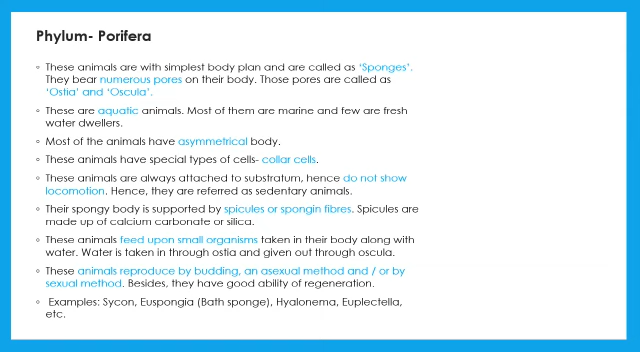 Phylum- Porifera
◦ These animals are with simplest body plan and are called as ‘Sponges’.
They bear numerous pores on their body. Those pores are called as
‘Ostia’ and ‘Oscula’.
◦ These are aquatic animals. Most of them are marine and few are fresh
water dwellers.
◦ Most of the animals have asymmetrical body.
◦ These animals have special types of cells- collar cells.
◦ These animals are always attached to substratum, hence do not show
locomotion. Hence, they are referred as sedentary animals.
◦ Their spongy body is supported by spicules or spongin fibres. Spicules are
made up of calcium carbonate or silica.
◦ These animals feed upon small organisms taken in their body along with
water. Water is taken in through ostia and given out through oscula.
◦ These animals reproduce by budding, an asexual method and / or by
sexual method. Besides, they have good ability of regeneration.
◦ Examples: Sycon, Euspongia (Bath sponge), Hyalonema, Euplectella,
etc.